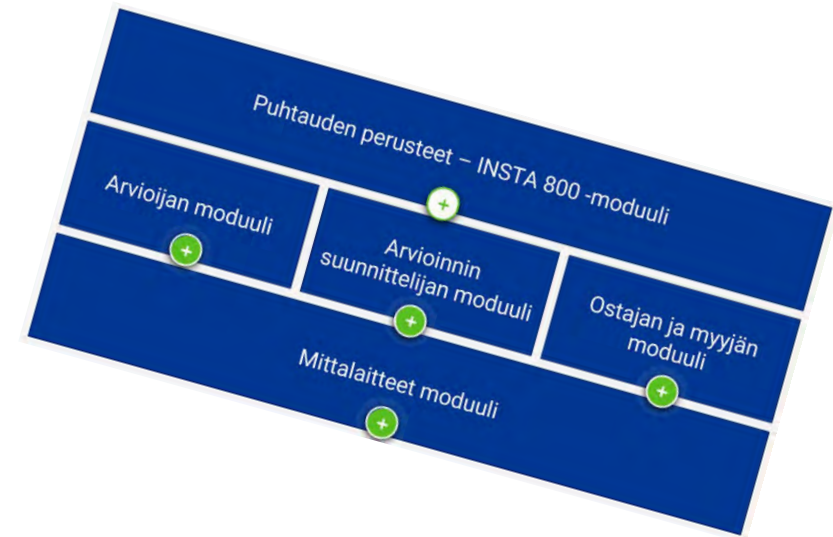 Puhtauden perusteet – INSTA 800 -moduuli
Arvioijan moduuli
Arvioinnin
suunnittelijan moduuli
Ostajan ja myyjän
moduuli
Mittalaitteet moduuli